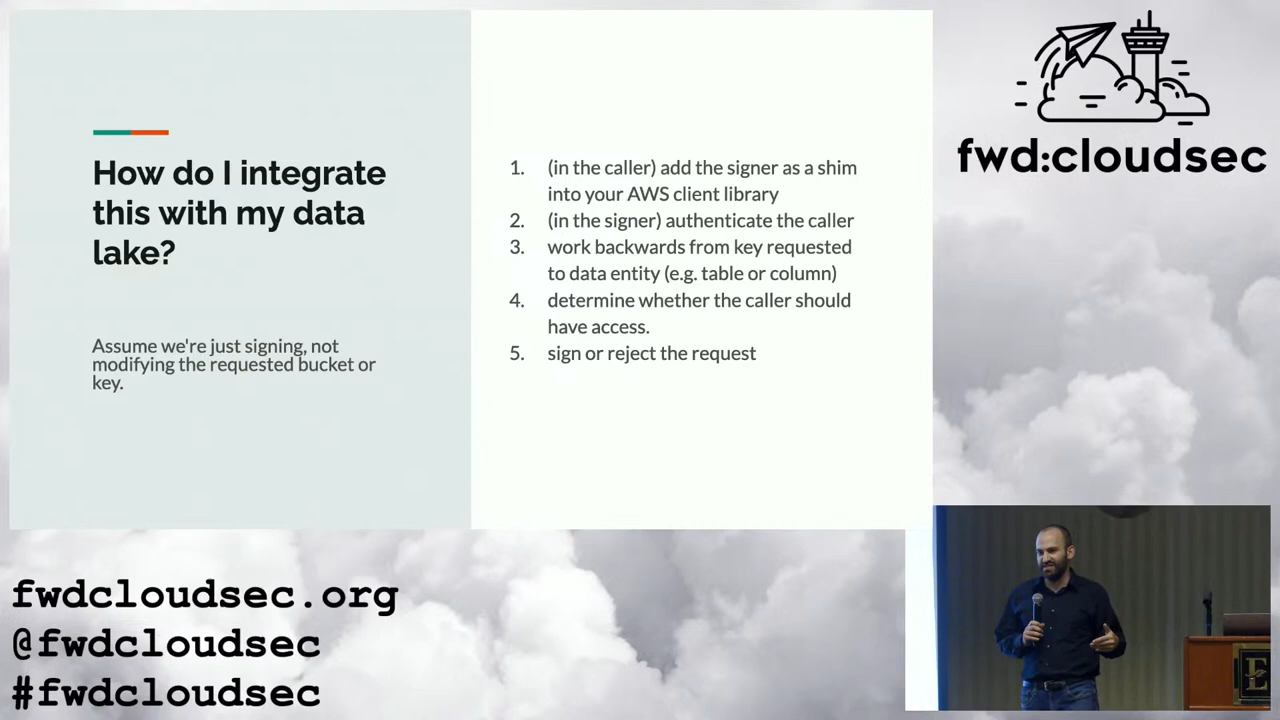 How do I integrate
this with my data
lake?
Assume we're just signing, not
modifying the requested bucket or
key.
1. (in the caller) add the signer as a shim
into your AWS client library
2. (in the signer) authenticate the caller
3. work backwards from key requested
to data entity (e.g. table or column)
4. determine whether the caller should
have access.
5. sign or reject the request
fwd:cloudsec
fwdcloudsec.org
@fwdcloudsec
#fwdcloudsec
E